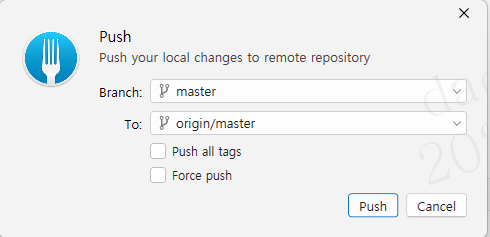 Push
Push your local changes to remote repository
Branch:
master
To:
origin/master
Push all tags
Force push
Push
Cancel